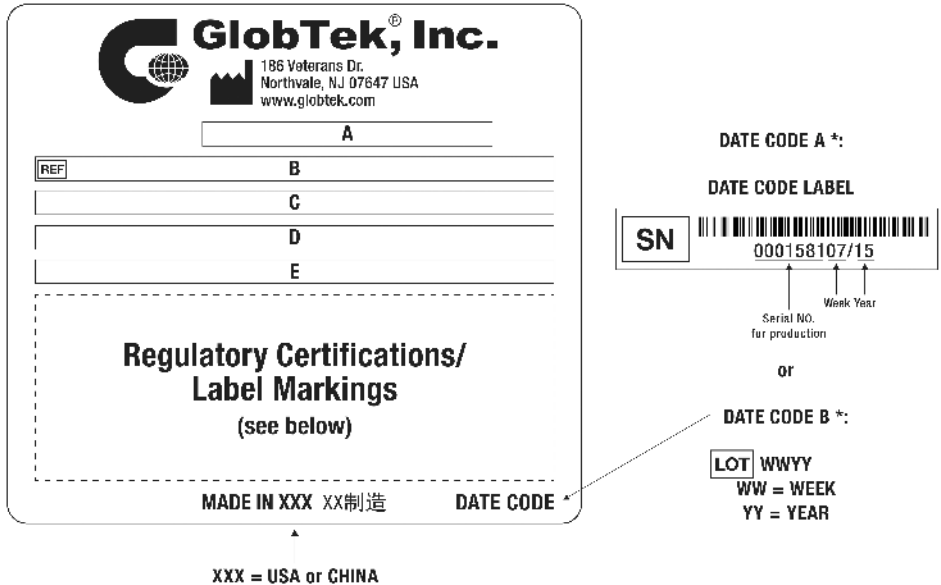 GlobTek®, Inc.
186 Veterans Dr.
Northvale, NJ 07647 USA
www.globtek.com
A
REF B
C
D
E
Regulatory Certifications/
Label Markings
(see below)
MADE IN XXX XX制造 DATE CODE
XXX = USA or CHINA
DATE CODE A *:
DATE CODE LABEL
SN
000158107/15
Week Year
Serial NO.
for production
or
DATE CODE B *:
LOT WWYY
WW = WEEK
YY = YEAR